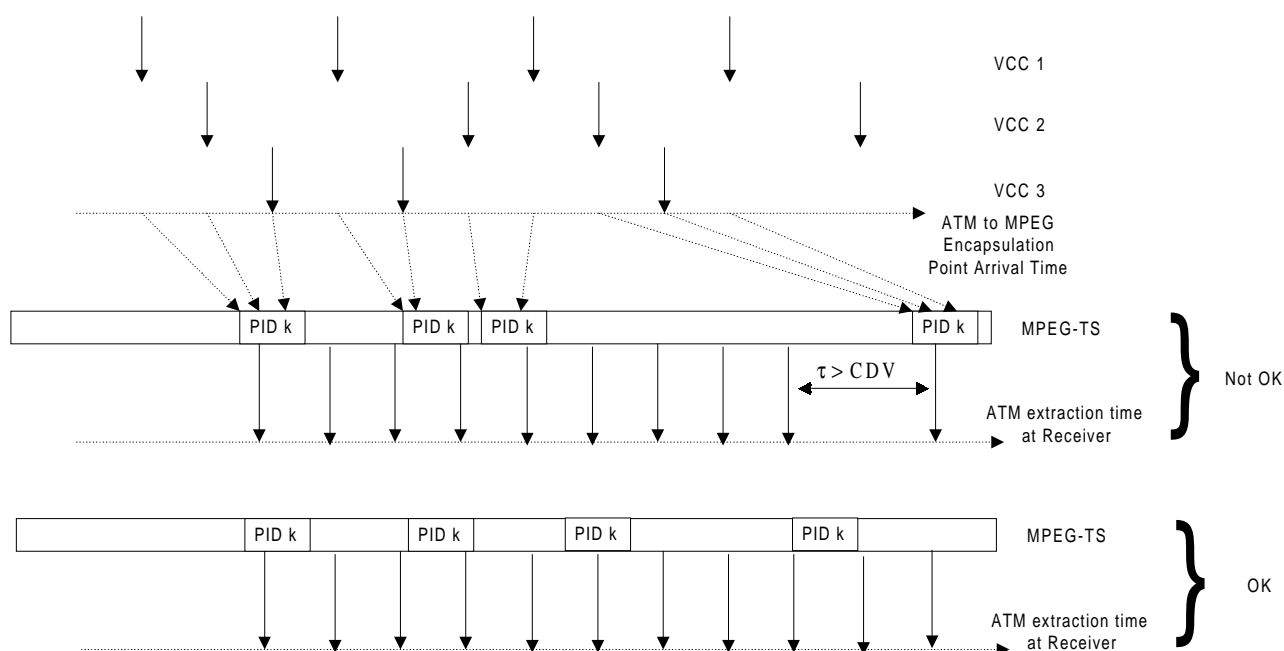 VCC 1
VCC 2
VCC 3
ATM to MPEG
Encapsulation
Point Arrival Time
PID k
PID k
PID k
PID k
MPEG-TS
τ > CDV
Not OK
ATM extraction time
at Receiver
PID k
PID k
PID k
PID k
MPEG-TS
OK
ATM extraction time
at Receiver